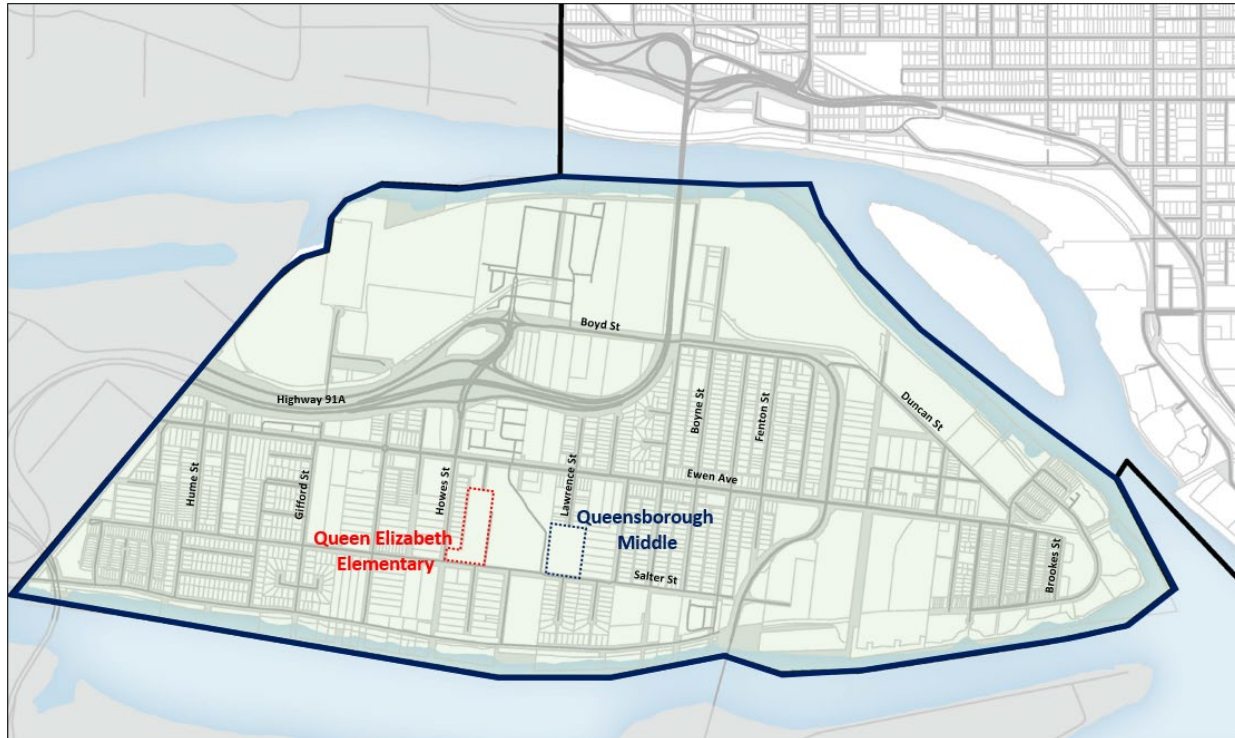 Boyd St
Highway 91A
Duncan St
Boyne St
Fenton St
Ewen Ave
Hume St
Gifford St
Howes St
Lawrence St
Queen Elizabeth
Elementary
Queensborough
Middle
Salter St
Brookes St